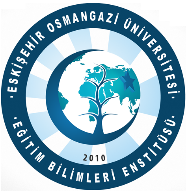 ESKİŞEHİR OSMANGAZİ ÜNİVERSİTESİ
EĞİTİM BİLİMLERİ ENSTİTÜSÜ
2010